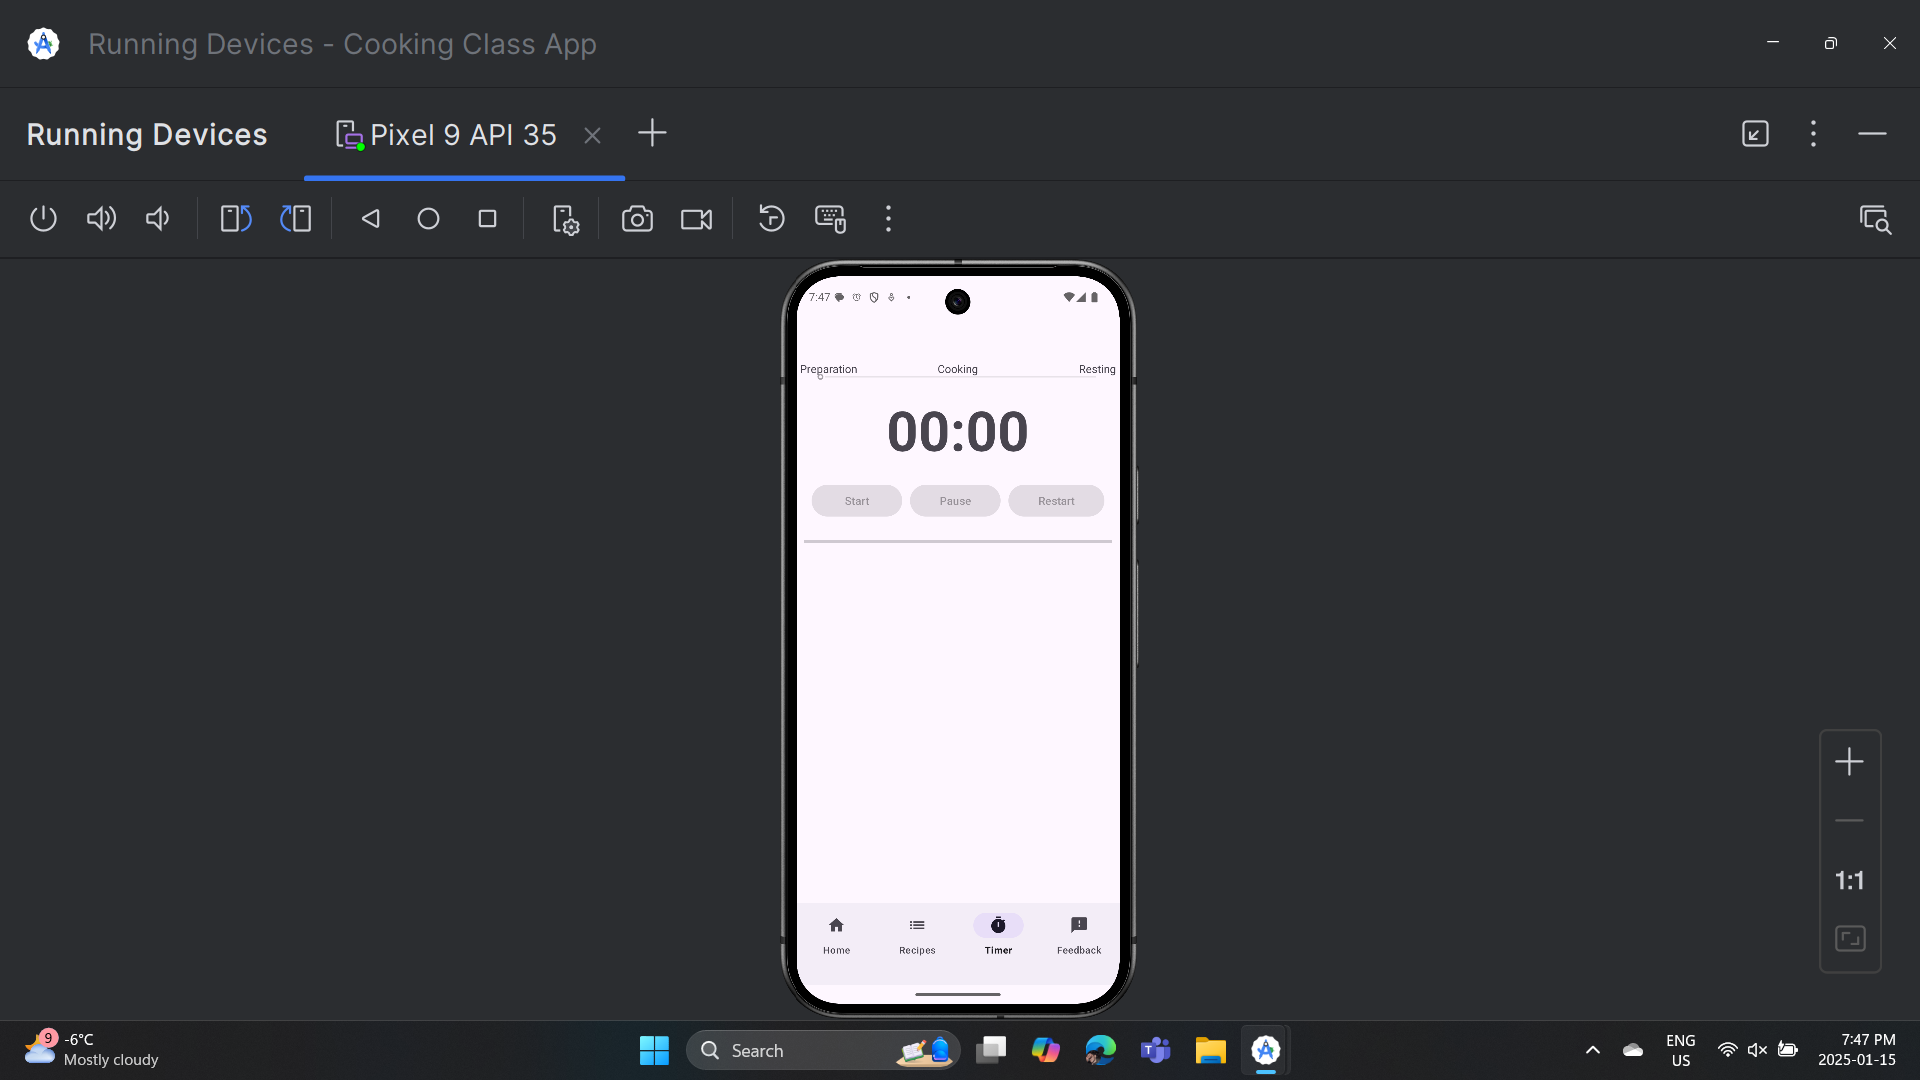 Running Devices - Cooking Class App
Running Devices
Pixel 9 API 35
7:47
Preparation
Cooking
Resting
00:00
Start
Pause
Restart
Home
Recipes
Timer
Feedback
1:1
9
-6°C
Mostly cloudy
Search
ENG
US
7:47 PM
2025-01-15